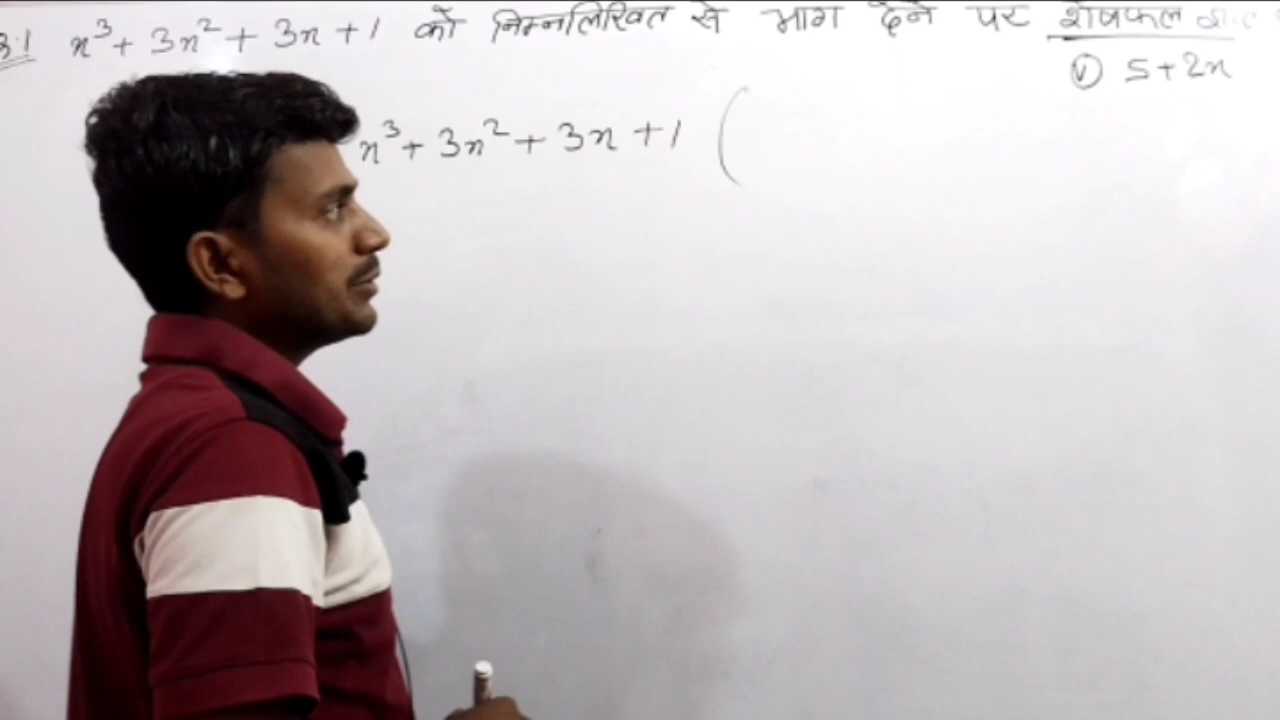 3.1 x³ + 3x² + 3x + 1 को निम्नलिखित से भाग देने पर शेषफल
(v) 5 + 2x
x³ + 3x² + 3x + 1 (